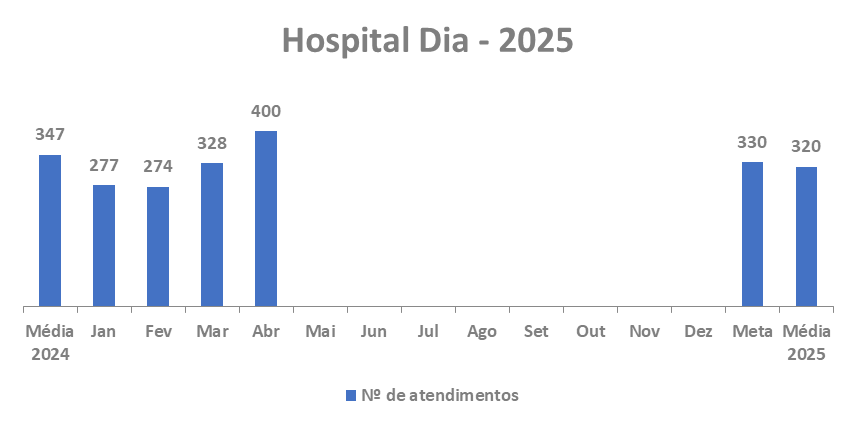 Hospital Dia - 2025
347
277
274
328
400
330
320
Média 2024
Jan
Fev
Mar
Abr
Mai
Jun
Jul
Ago
Set
Out
Nov
Dez
Meta
Média 2025
Nº de atendimentos